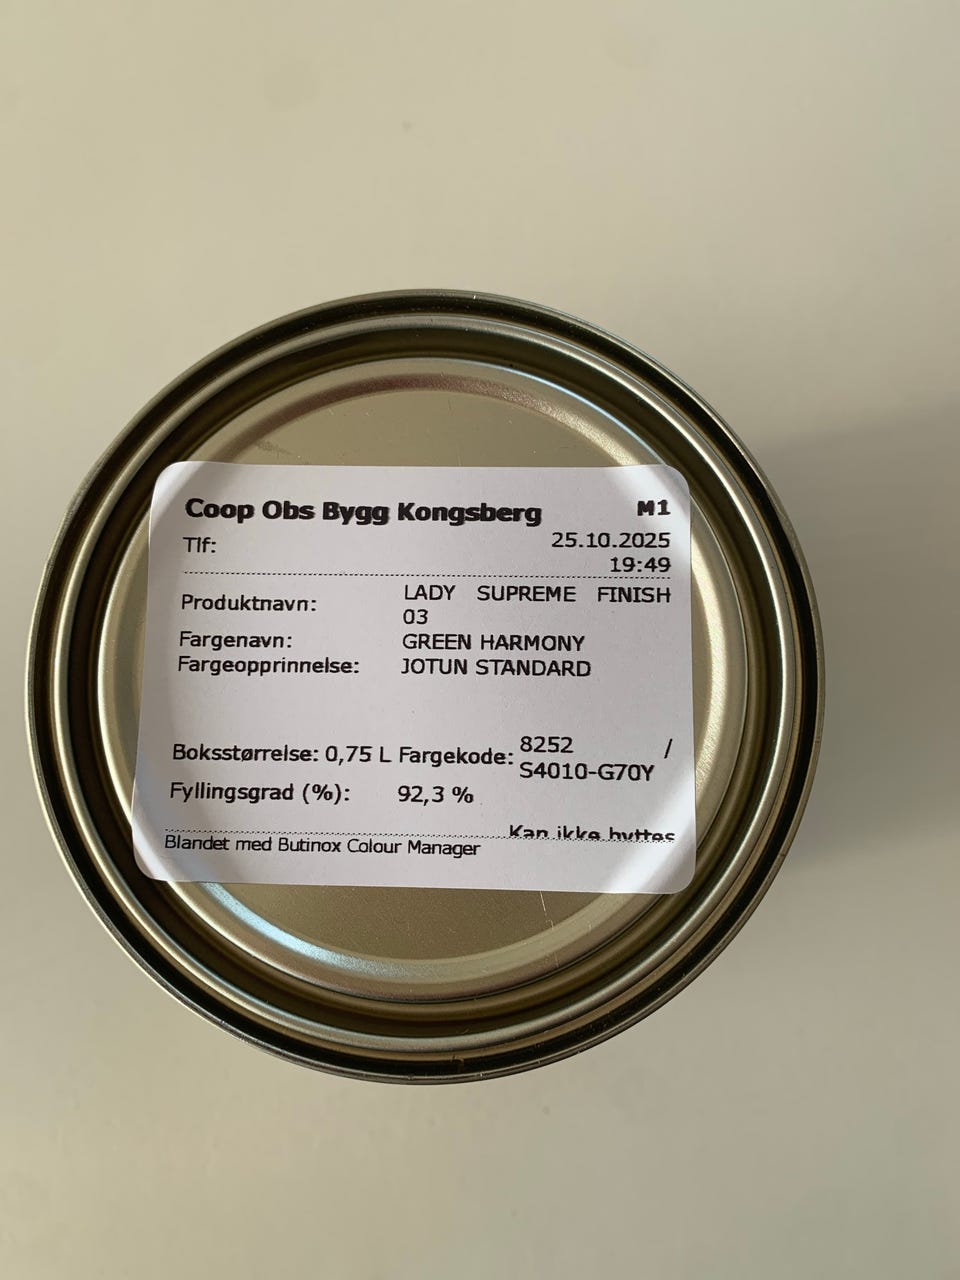 Coop Obs Bygg Kongsberg M1
Tlf: 25.10.2025
19:49
Produktnavn: LADY SUPREME FINISH
03
Fargenavn: GREEN HARMONY
Fargeopprinnelse: JOTUN STANDARD
Boksstørrelse: 0,75 L Fargekode: 8252 /
S4010-G70Y
Fyllingsgrad (%): 92,3 %
Kan ikke byttes
Blandet med Butinox Colour Manager